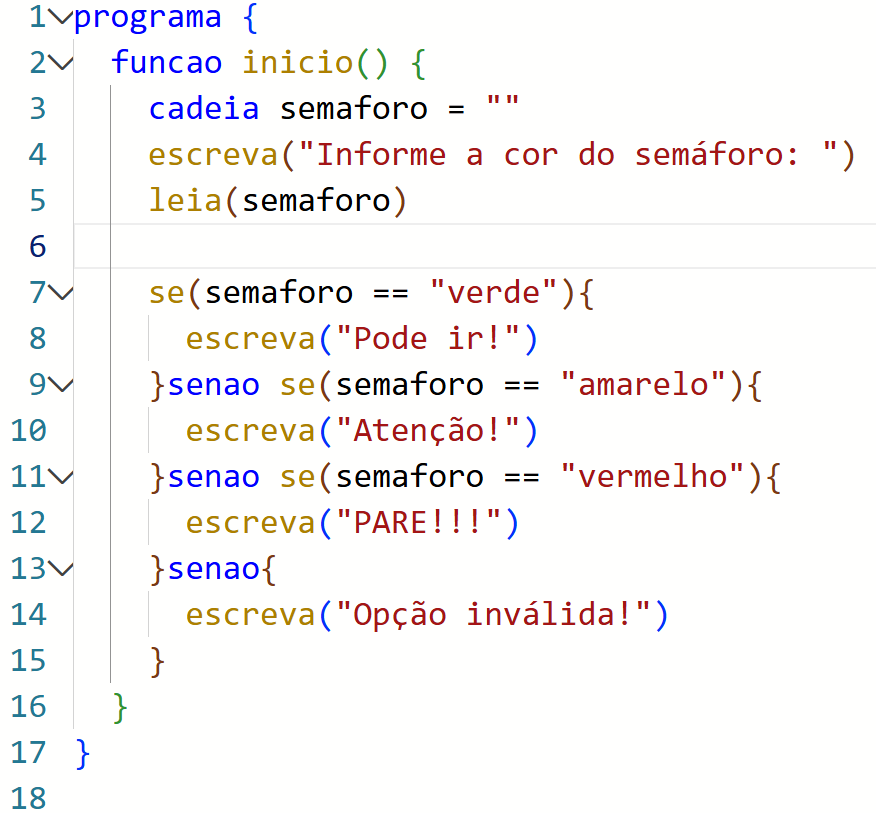 1 programa {
2   funcao inicio() {
3     cadeia semaforo = ""
4     escreva("Informe a cor do semáforo: ")
5     leia(semaforo)
6
7     se(semaforo == "verde"){
8       escreva("Pode ir!")
9     }senao se(semaforo == "amarelo"){
10       escreva("Atenção!")
11     }senao se(semaforo == "vermelho"){
12       escreva("PARE!!!")
13     }senao{
14       escreva("Opção inválida!")
15     }
16   }
17 }
18